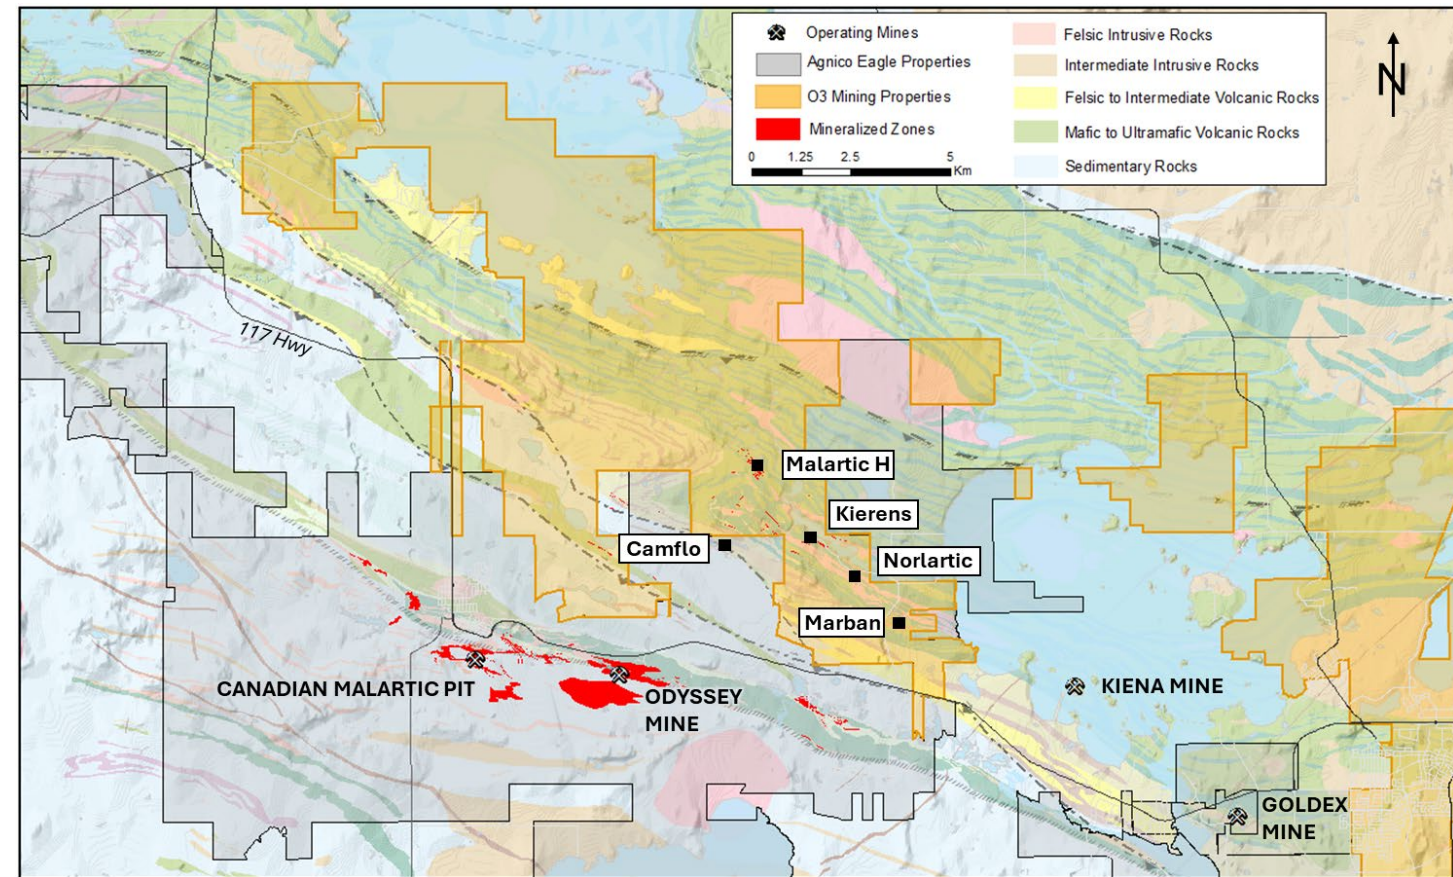 Operating Mines
Agnico Eagle Properties
O3 Mining Properties
Mineralized Zones
0 1.25 2.5 5
Km
Felsic Intrusive Rocks
Intermediate Intrusive Rocks
Felsic to Intermediate Volcanic Rocks
Mafic to Ultramafic Volcanic Rocks
Sedimentary Rocks
N
117 Hwy
Malartic H
Kierens
Camflo
Norlartic
Marban
CANADIAN MALARTIC PIT
ODYSSEY
MINE
KIENA MINE
GOLDEX
MINE